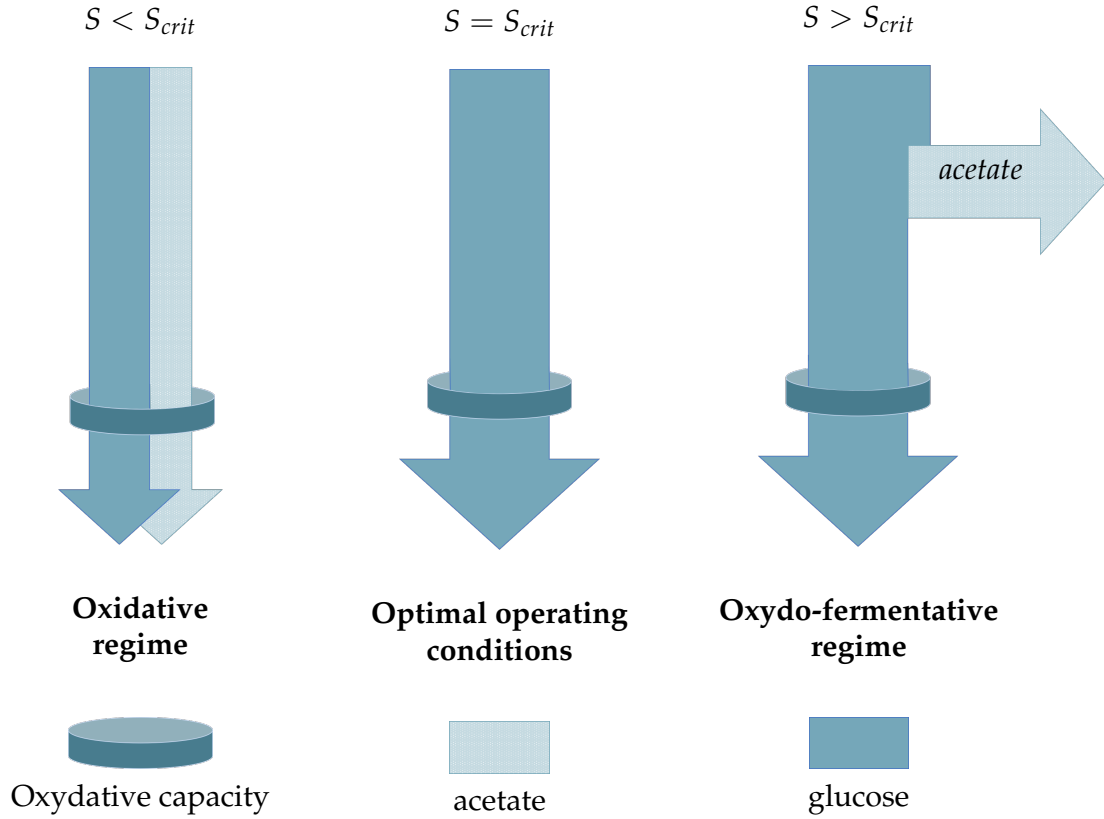 S < S_crit
S = S_crit
S > S_crit
acetate
Oxidative
regime
Optimal operating
conditions
Oxydo-fermentative
regime
Oxydative capacity
acetate
glucose